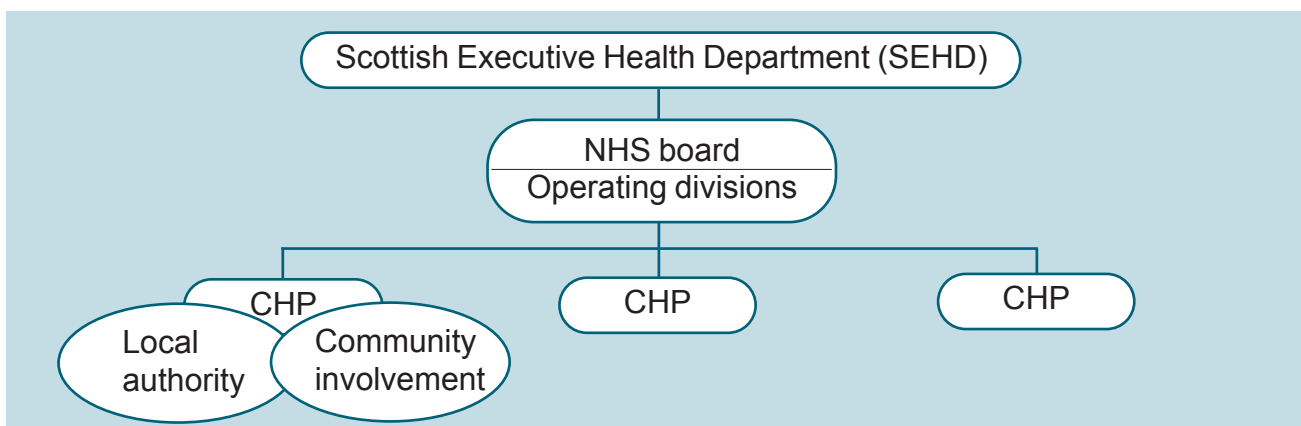 Scottish Executive Health Department (SEHD)
NHS board
Operating divisions
CHP
CHP
CHP
Local
authority
Community
involvement